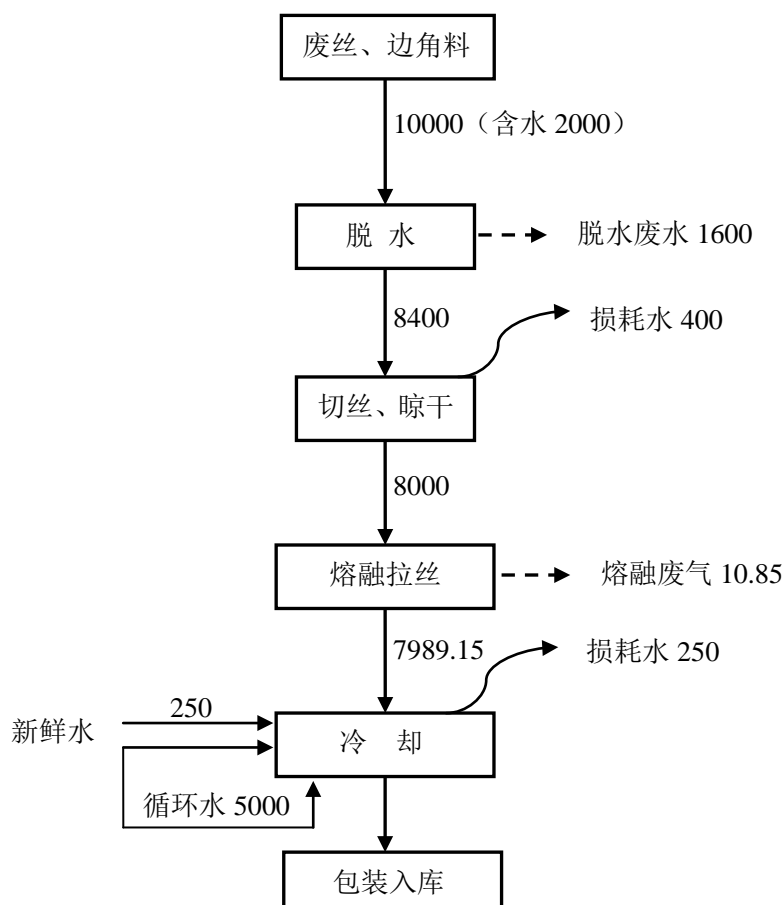 废丝、边角料
10000（含水 2000）
脱 水
脱水废水 1600
8400
损耗水 400
切丝、晾干
8000
熔融拉丝
熔融废气 10.85
7989.15
损耗水 250
250
新鲜水
冷 却
循环水 5000
包装入库